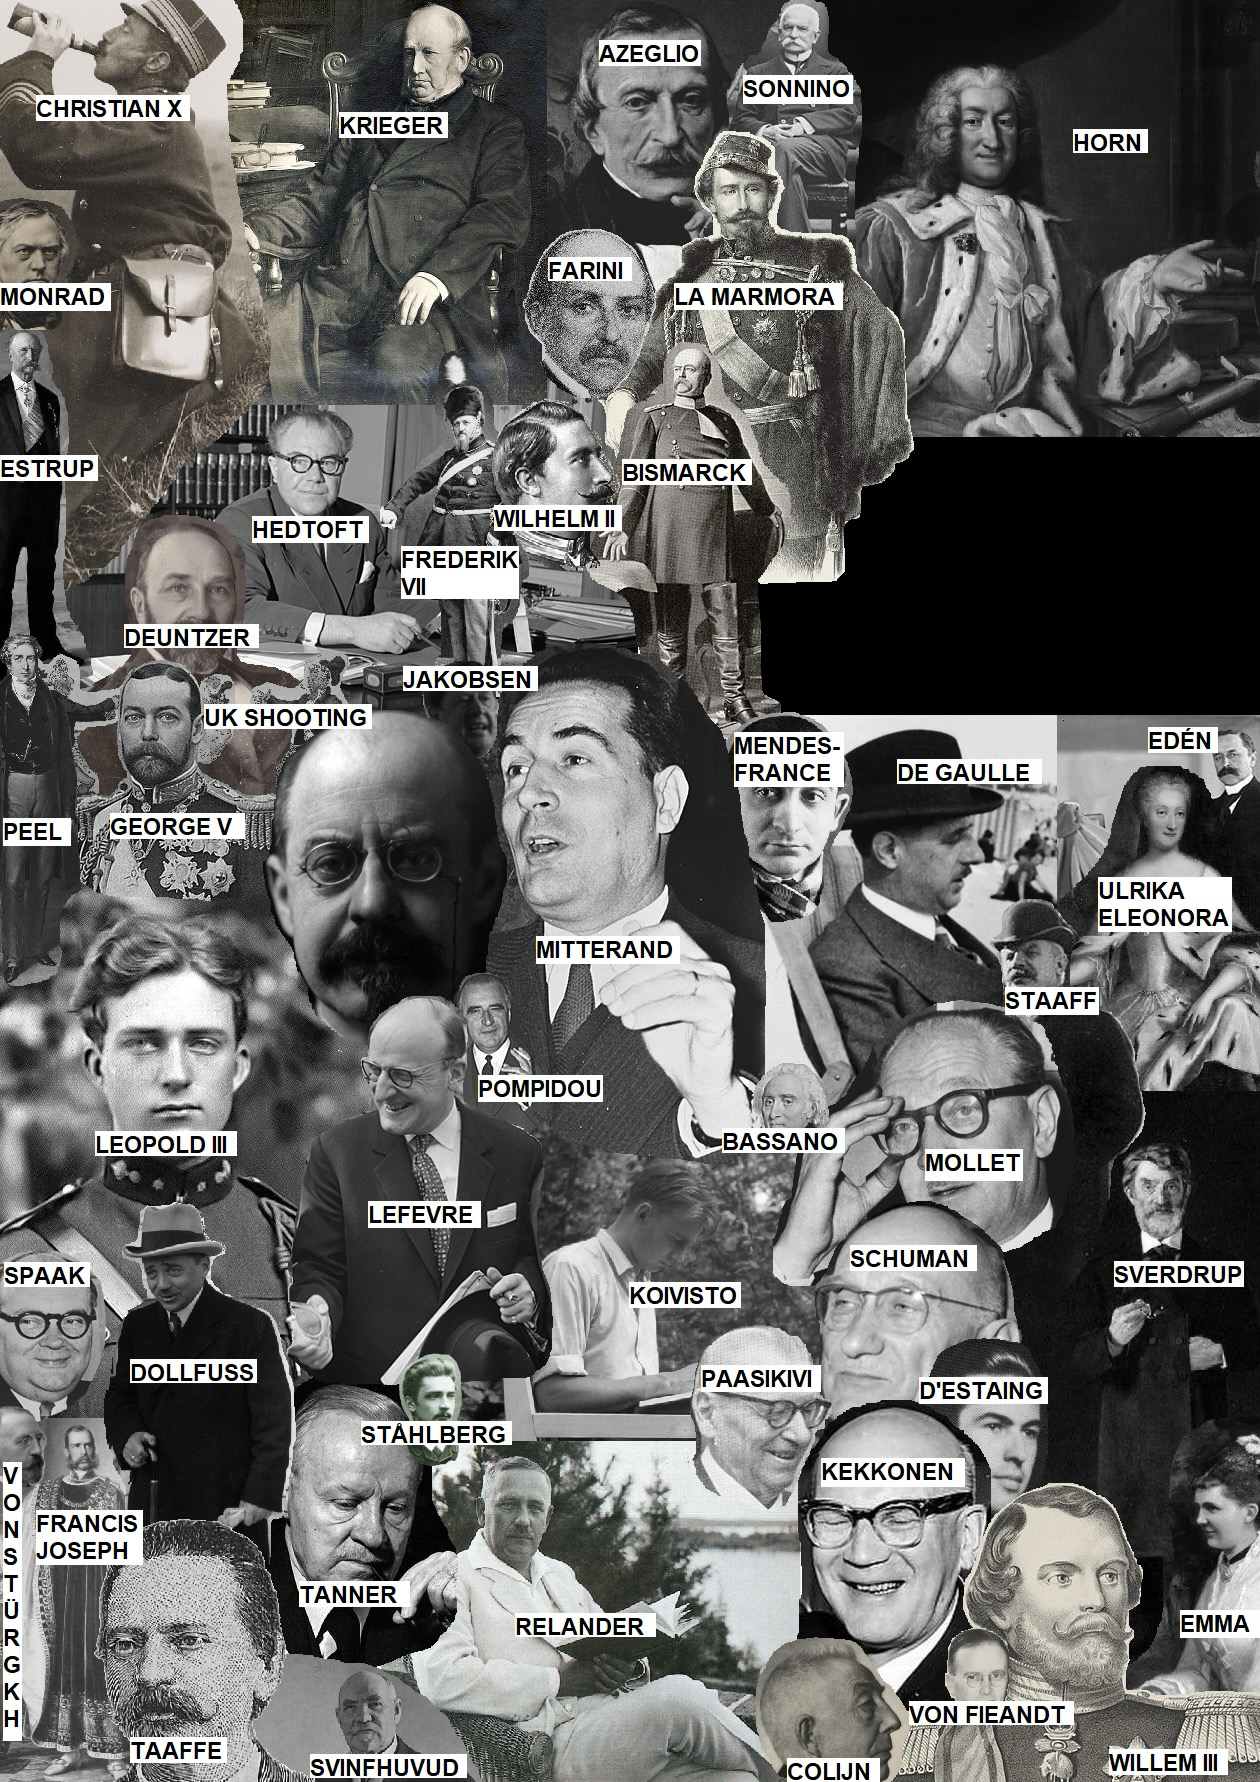 AZEGLIO
SONNINO
CHRISTIAN X
KRIEGER
HORN
FARINI
MONRAD
LA MARMORA
ESTRUP
BISMARCK
HEDTOFT
WILHELM II
FREDERIK
VII
DEUNTZER
JAKOBSEN
UK SHOOTING
MENDES-
FRANCE
DE GAULLE
EDÉN
PEEL
GEORGE V
ULRIKA
ELEONORA
MITTERAND
STAAFF
POMPIDOU
LEOPOLD III
BASSANO
MOLLET
LEFEVRE
SCHUMAN
SPAAK
KOIVISTO
SVERDRUP
DOLLFUSS
PAASIKIVI
D'ESTAING
STÅHLBERG
KEKKONEN
VONSTÜRGKH
FRANCIS
JOSEPH
TANNER
RELANDER
EMMA
VON FIEANDT
TAAFFE
SVINFHUVUD
COLIJN
WILLEM III